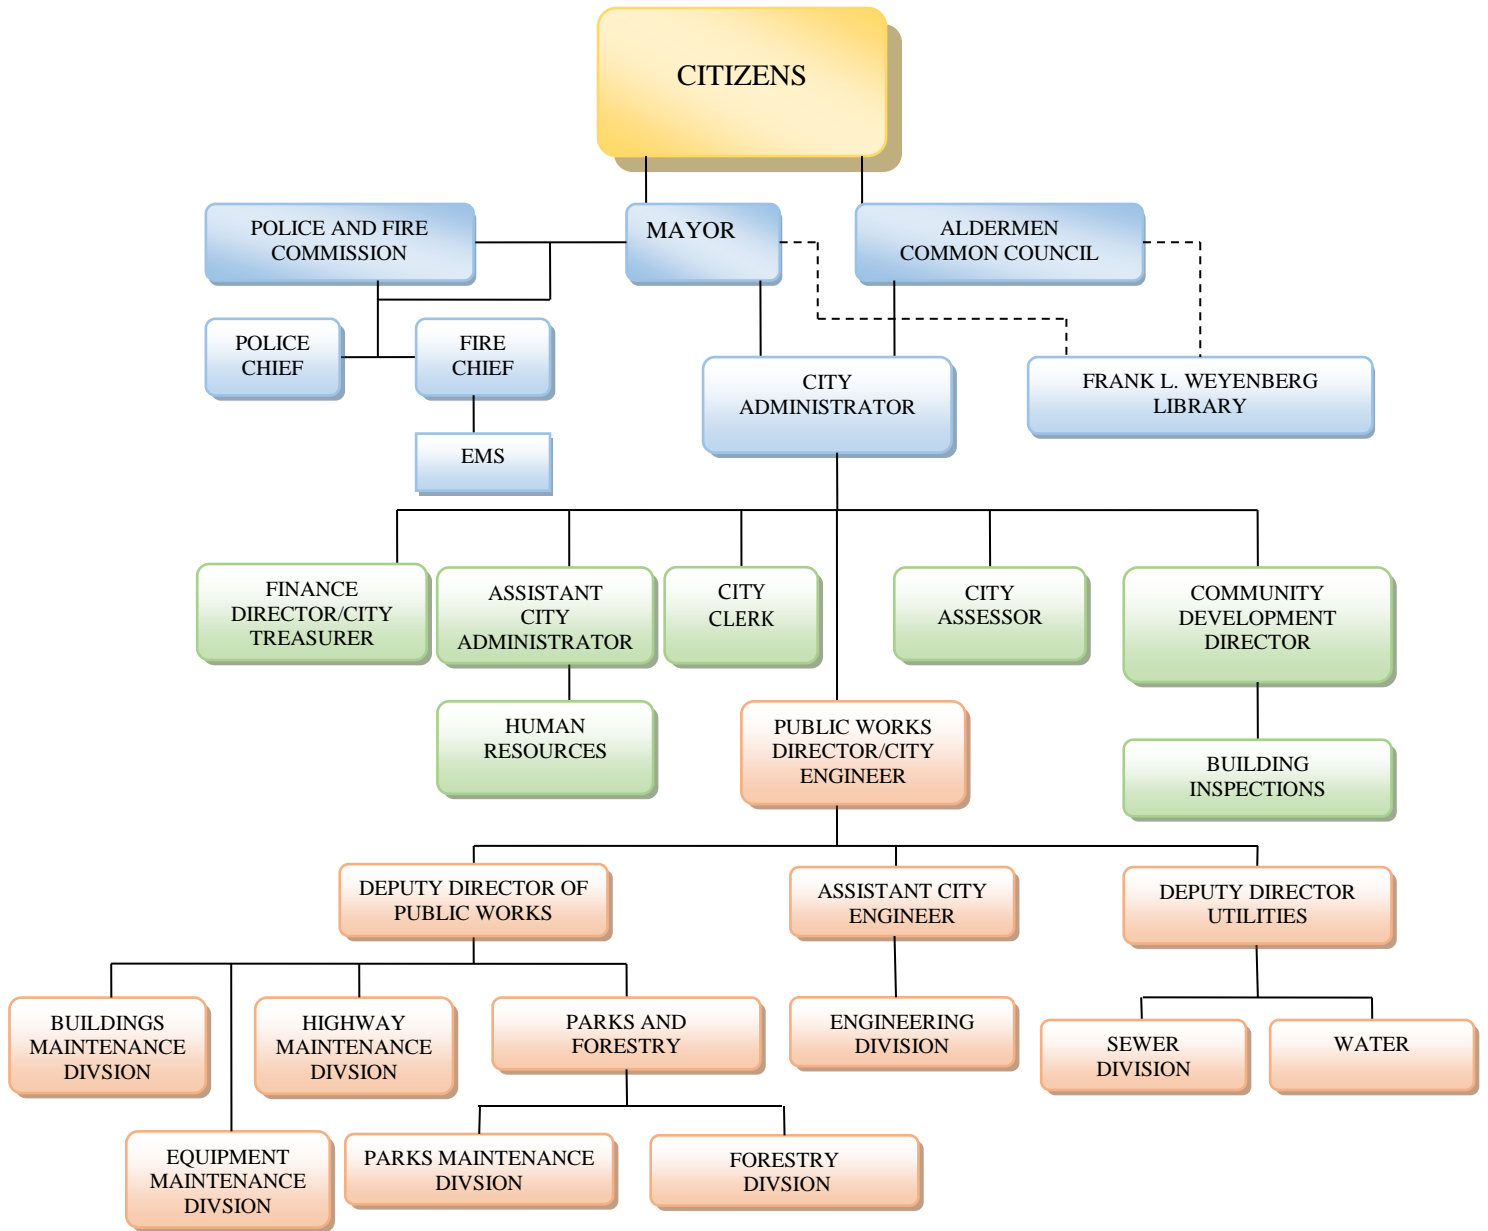 CITIZENS
POLICE AND FIRE
COMMISSION
MAYOR
ALDERMEN
COMMON COUNCIL
POLICE
CHIEF
FIRE
CHIEF
CITY
ADMINISTRATOR
FRANK L. WEYENBERG
LIBRARY
EMS
FINANCE
DIRECTOR/CITY
TREASURER
ASSISTANT
CITY
ADMINISTRATOR
CITY
CLERK
CITY
ASSESSOR
COMMUNITY
DEVELOPMENT
DIRECTOR
HUMAN
RESOURCES
PUBLIC WORKS
DIRECTOR/CITY
ENGINEER
BUILDING
INSPECTIONS
DEPUTY DIRECTOR OF
PUBLIC WORKS
ASSISTANT CITY
ENGINEER
DEPUTY DIRECTOR
UTILITIES
BUILDINGS
MAINTENANCE
DIVSION
HIGHWAY
MAINTENANCE
DIVSION
PARKS AND
FORESTRY
ENGINEERING
DIVISION
SEWER
DIVISION
WATER
EQUIPMENT
MAINTENANCE
DIVSION
PARKS MAINTENANCE
DIVSION
FORESTRY
DIVSION